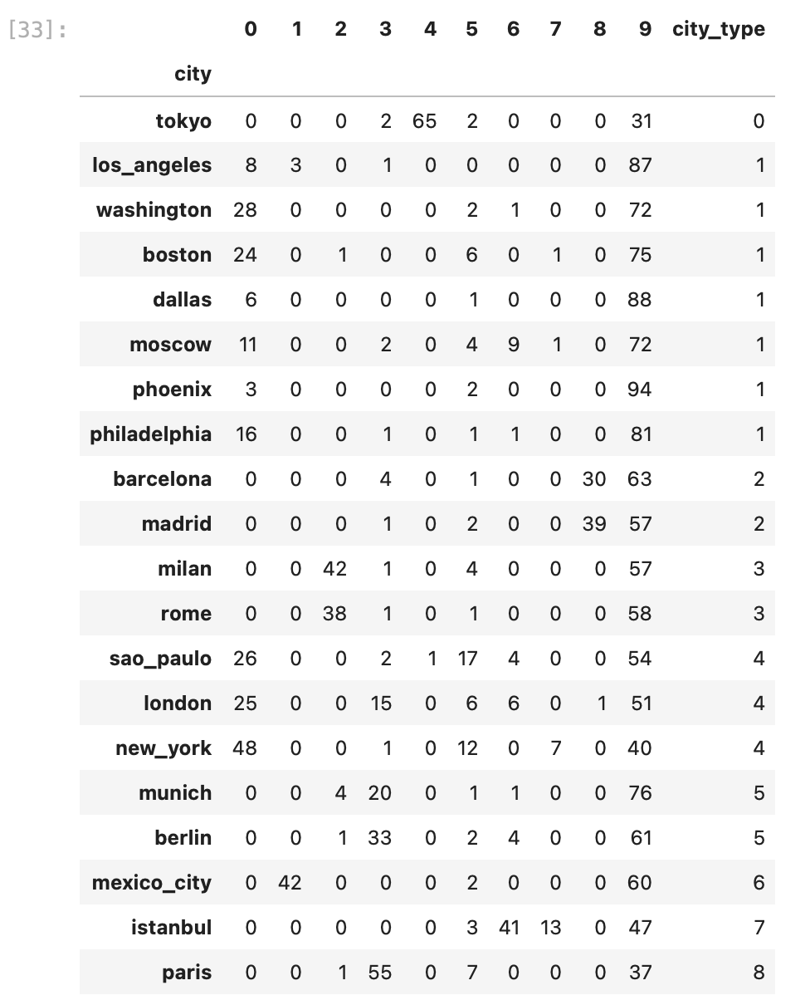 [33]: 0 1 2 3 4 5 6 7 8 9 city_type
city
tokyo 0 0 0 2 65 2 0 0 0 31 0
los_angeles 8 3 0 1 0 0 0 0 0 87 1
washington 28 0 0 0 0 2 1 0 0 72 1
boston 24 0 1 0 0 6 0 1 0 75 1
dallas 6 0 0 0 0 1 0 0 0 88 1
moscow 11 0 0 2 0 4 9 1 0 72 1
phoenix 3 0 0 0 0 2 0 0 0 94 1
philadelphia 16 0 0 1 0 1 1 0 0 81 1
barcelona 0 0 0 4 0 1 0 0 30 63 2
madrid 0 0 0 1 0 2 0 0 39 57 2
milan 0 0 42 1 0 4 0 0 0 57 3
rome 0 0 38 1 0 1 0 0 0 58 3
sao_paulo 26 0 0 2 1 17 4 0 0 54 4
london 25 0 0 15 0 6 6 0 1 51 4
new_york 48 0 0 1 0 12 0 7 0 40 4
munich 0 0 4 20 0 1 1 0 0 76 5
berlin 0 0 1 33 0 2 4 0 0 61 5
mexico_city 0 42 0 0 0 2 0 0 0 60 6
istanbul 0 0 0 0 0 3 41 13 0 47 7
paris 0 0 1 55 0 7 0 0 0 37 8